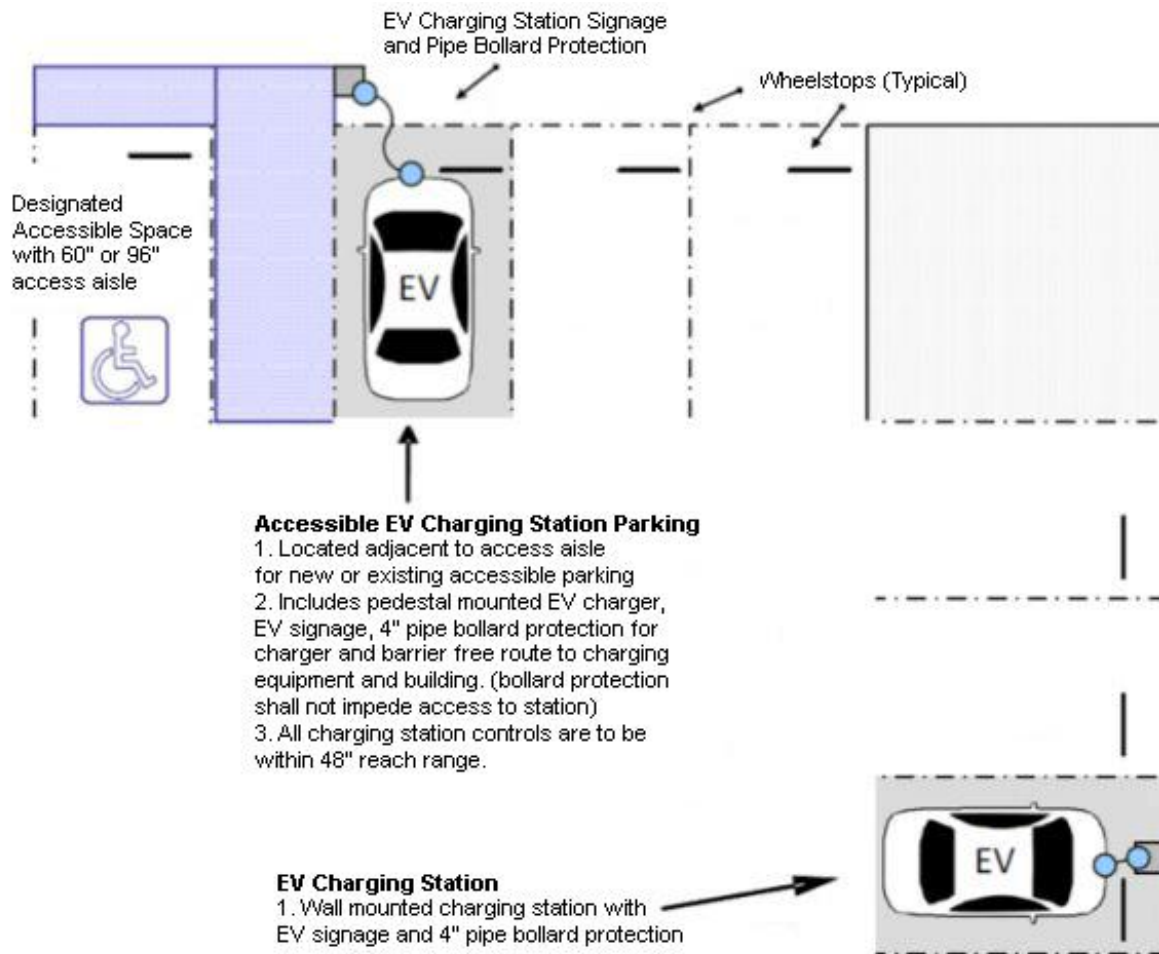 EV Charging Station Signage
and Pipe Bollard Protection
Wheelstops (Typical)
Designated
Accessible Space
with 60" or 96"
access aisle
EV
Accessible EV Charging Station Parking
1. Located adjacent to access aisle
for new or existing accessible parking
2. Includes pedestal mounted EV charger,
EV signage, 4" pipe bollard protection for
charger and barrier free route to charging
equipment and building. (bollard protection
shall not impede access to station)
3. All charging station controls are to be
within 48" reach range.
EV Charging Station
1. Wall mounted charging station with
EV signage and 4" pipe bollard protection
EV